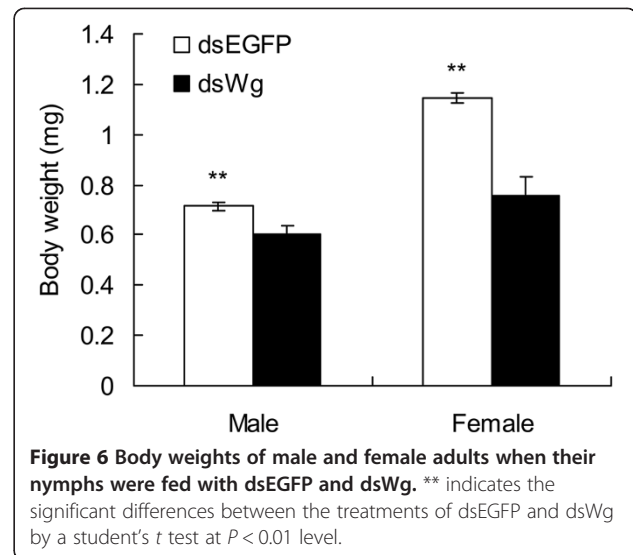 1.4
1.2
1
0.8
0.6
0.4
0.2
0
Body weight (mg)
dsEGFP
dsWg
**
**
Male
Female
Figure 6 Body weights of male and female adults when their
nymphs were fed with dsEGFP and dsWg. ** indicates the
significant differences between the treatments of dsEGFP and dsWg
by a student's t test at P < 0.01 level.